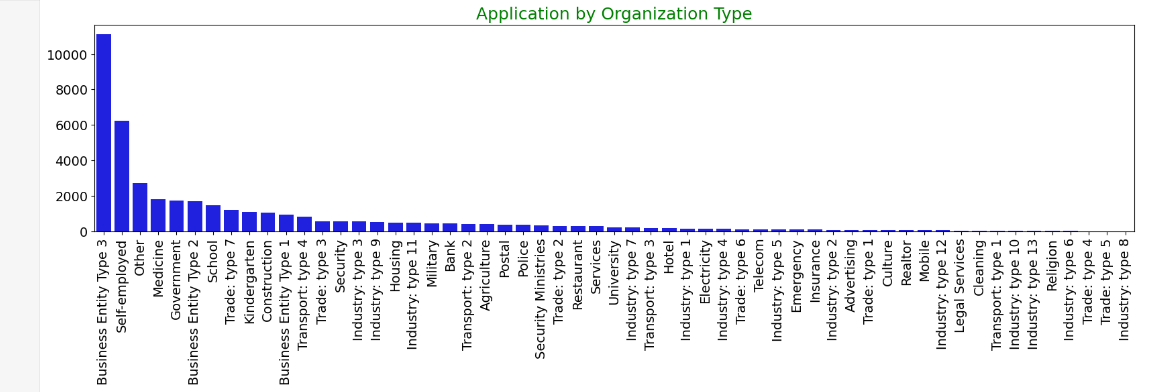 Application by Organization Type
10000
8000
6000
4000
2000
0
Business Entity Type 3
Self-employed
Other
Medicine
Government
Business Entity Type 2
School
Trade: type 7
Kindergarten
Construction
Business Entity Type 1
Transport: type 4
Trade: type 3
Security
Industry: type 3
Industry: type 9
Housing
Industry: type 11
Military
Bank
Transport: type 2
Agriculture
Postal
Police
Security Ministries
Trade: type 2
Restaurant
Services
University
Industry: type 7
Transport: type 3
Hotel
Industry: type 1
Electricity
Industry: type 4
Trade: type 6
Telecom
Industry: type 5
Emergency
Insurance
Industry: type 2
Advertising
Trade: type 1
Culture
Realtor
Mobile
Industry: type 12
Legal Services
Cleaning
Transport: type 1
Industry: type 10
Industry: type 13
Religion
Industry: type 6
Trade: type 4
Trade: type 5
Industry: type 8